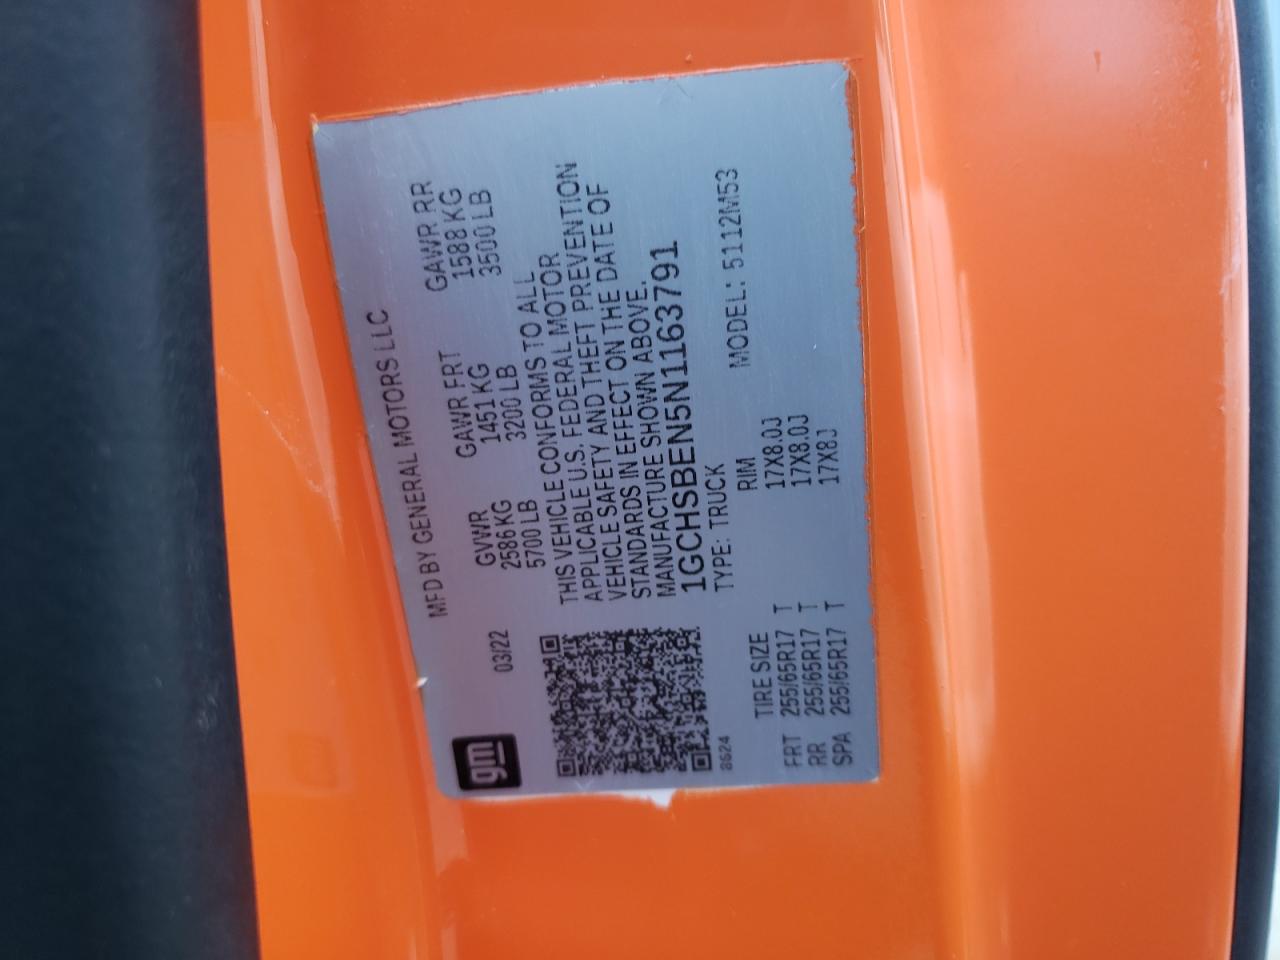 gm
MFD BY GENERAL MOTORS LLC
03/22
GVWR GAWR FRT GAWR RR
2586 KG 1451 KG 1588 KG
5700 LB 3200 LB 3500 LB
THIS VEHICLE CONFORMS TO ALL
APPLICABLE U.S. FEDERAL MOTOR
VEHICLE SAFETY AND THEFT PREVENTION
STANDARDS IN EFFECT ON THE DATE OF
MANUFACTURE SHOWN ABOVE.
1GCHSBEN5N1163791
8624
TYPE: TRUCK MODEL: 5112M53
TIRE SIZE RIM
FRT 255/65R17 T 17X8.0J
RR 255/65R17 T 17X8.0J
SPA 255/65R17 T 17X8J